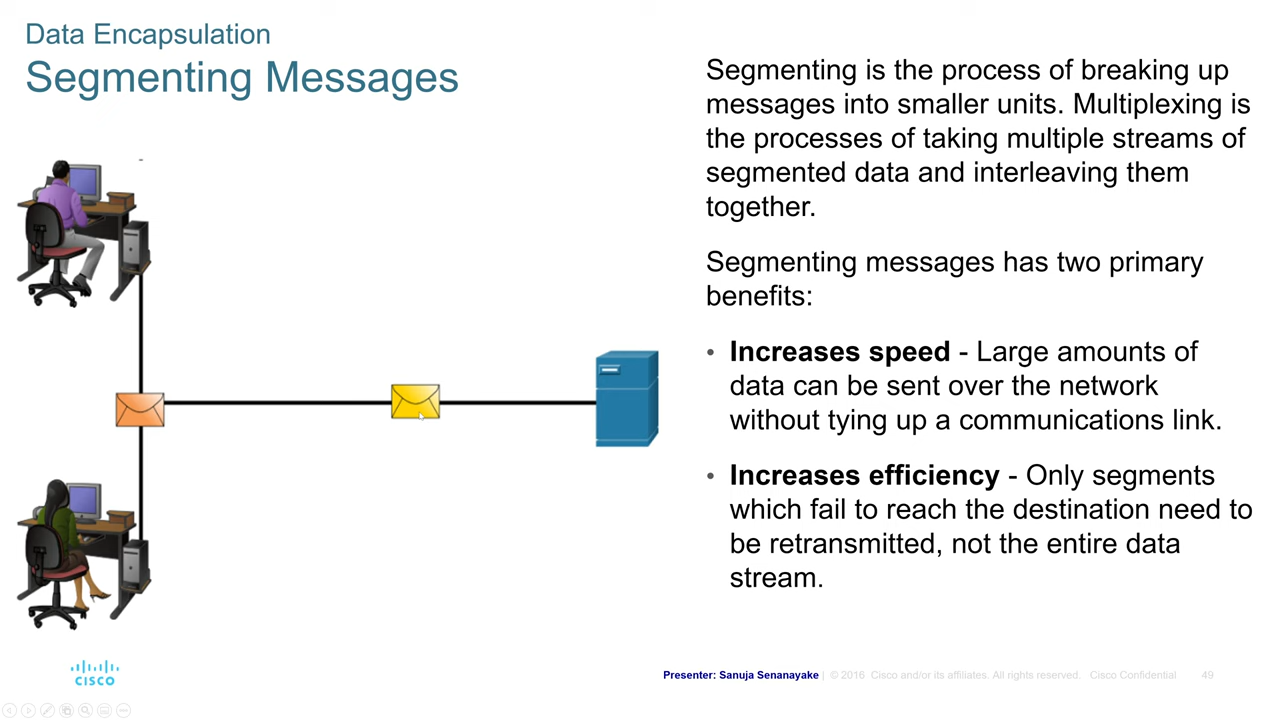 Data Encapsulation
Segmenting Messages
Segmenting is the process of breaking up
messages into smaller units. Multiplexing is
the processes of taking multiple streams of
segmented data and interleaving them
together.
Segmenting messages has two primary
benefits:
• Increases speed - Large amounts of
data can be sent over the network
without tying up a communications link.
• Increases efficiency - Only segments
which fail to reach the destination need to
be retransmitted, not the entire data
stream.
CISCO
Presenter: Sanuja Senanayake | © 2016 Cisco and/or its affiliates. All rights reserved. Cisco Confidential 49